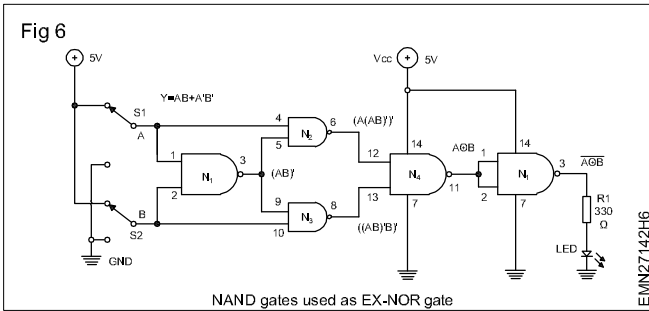 Fig 6
5V
Vcc 5V
S1
Y=AB+A'B'
A
4
5
6
N2
(A(AB)')'
1
2
3
N1
(AB)'
12
13
14
N4
11
7
A⊙B
1
2
14
N1
3
7
A⊙B
R1
330
Ω
LED
B
S2
9
10
8
N3
((AB)'B)'
GND
NAND gates used as EX-NOR gate
EMN27142H6